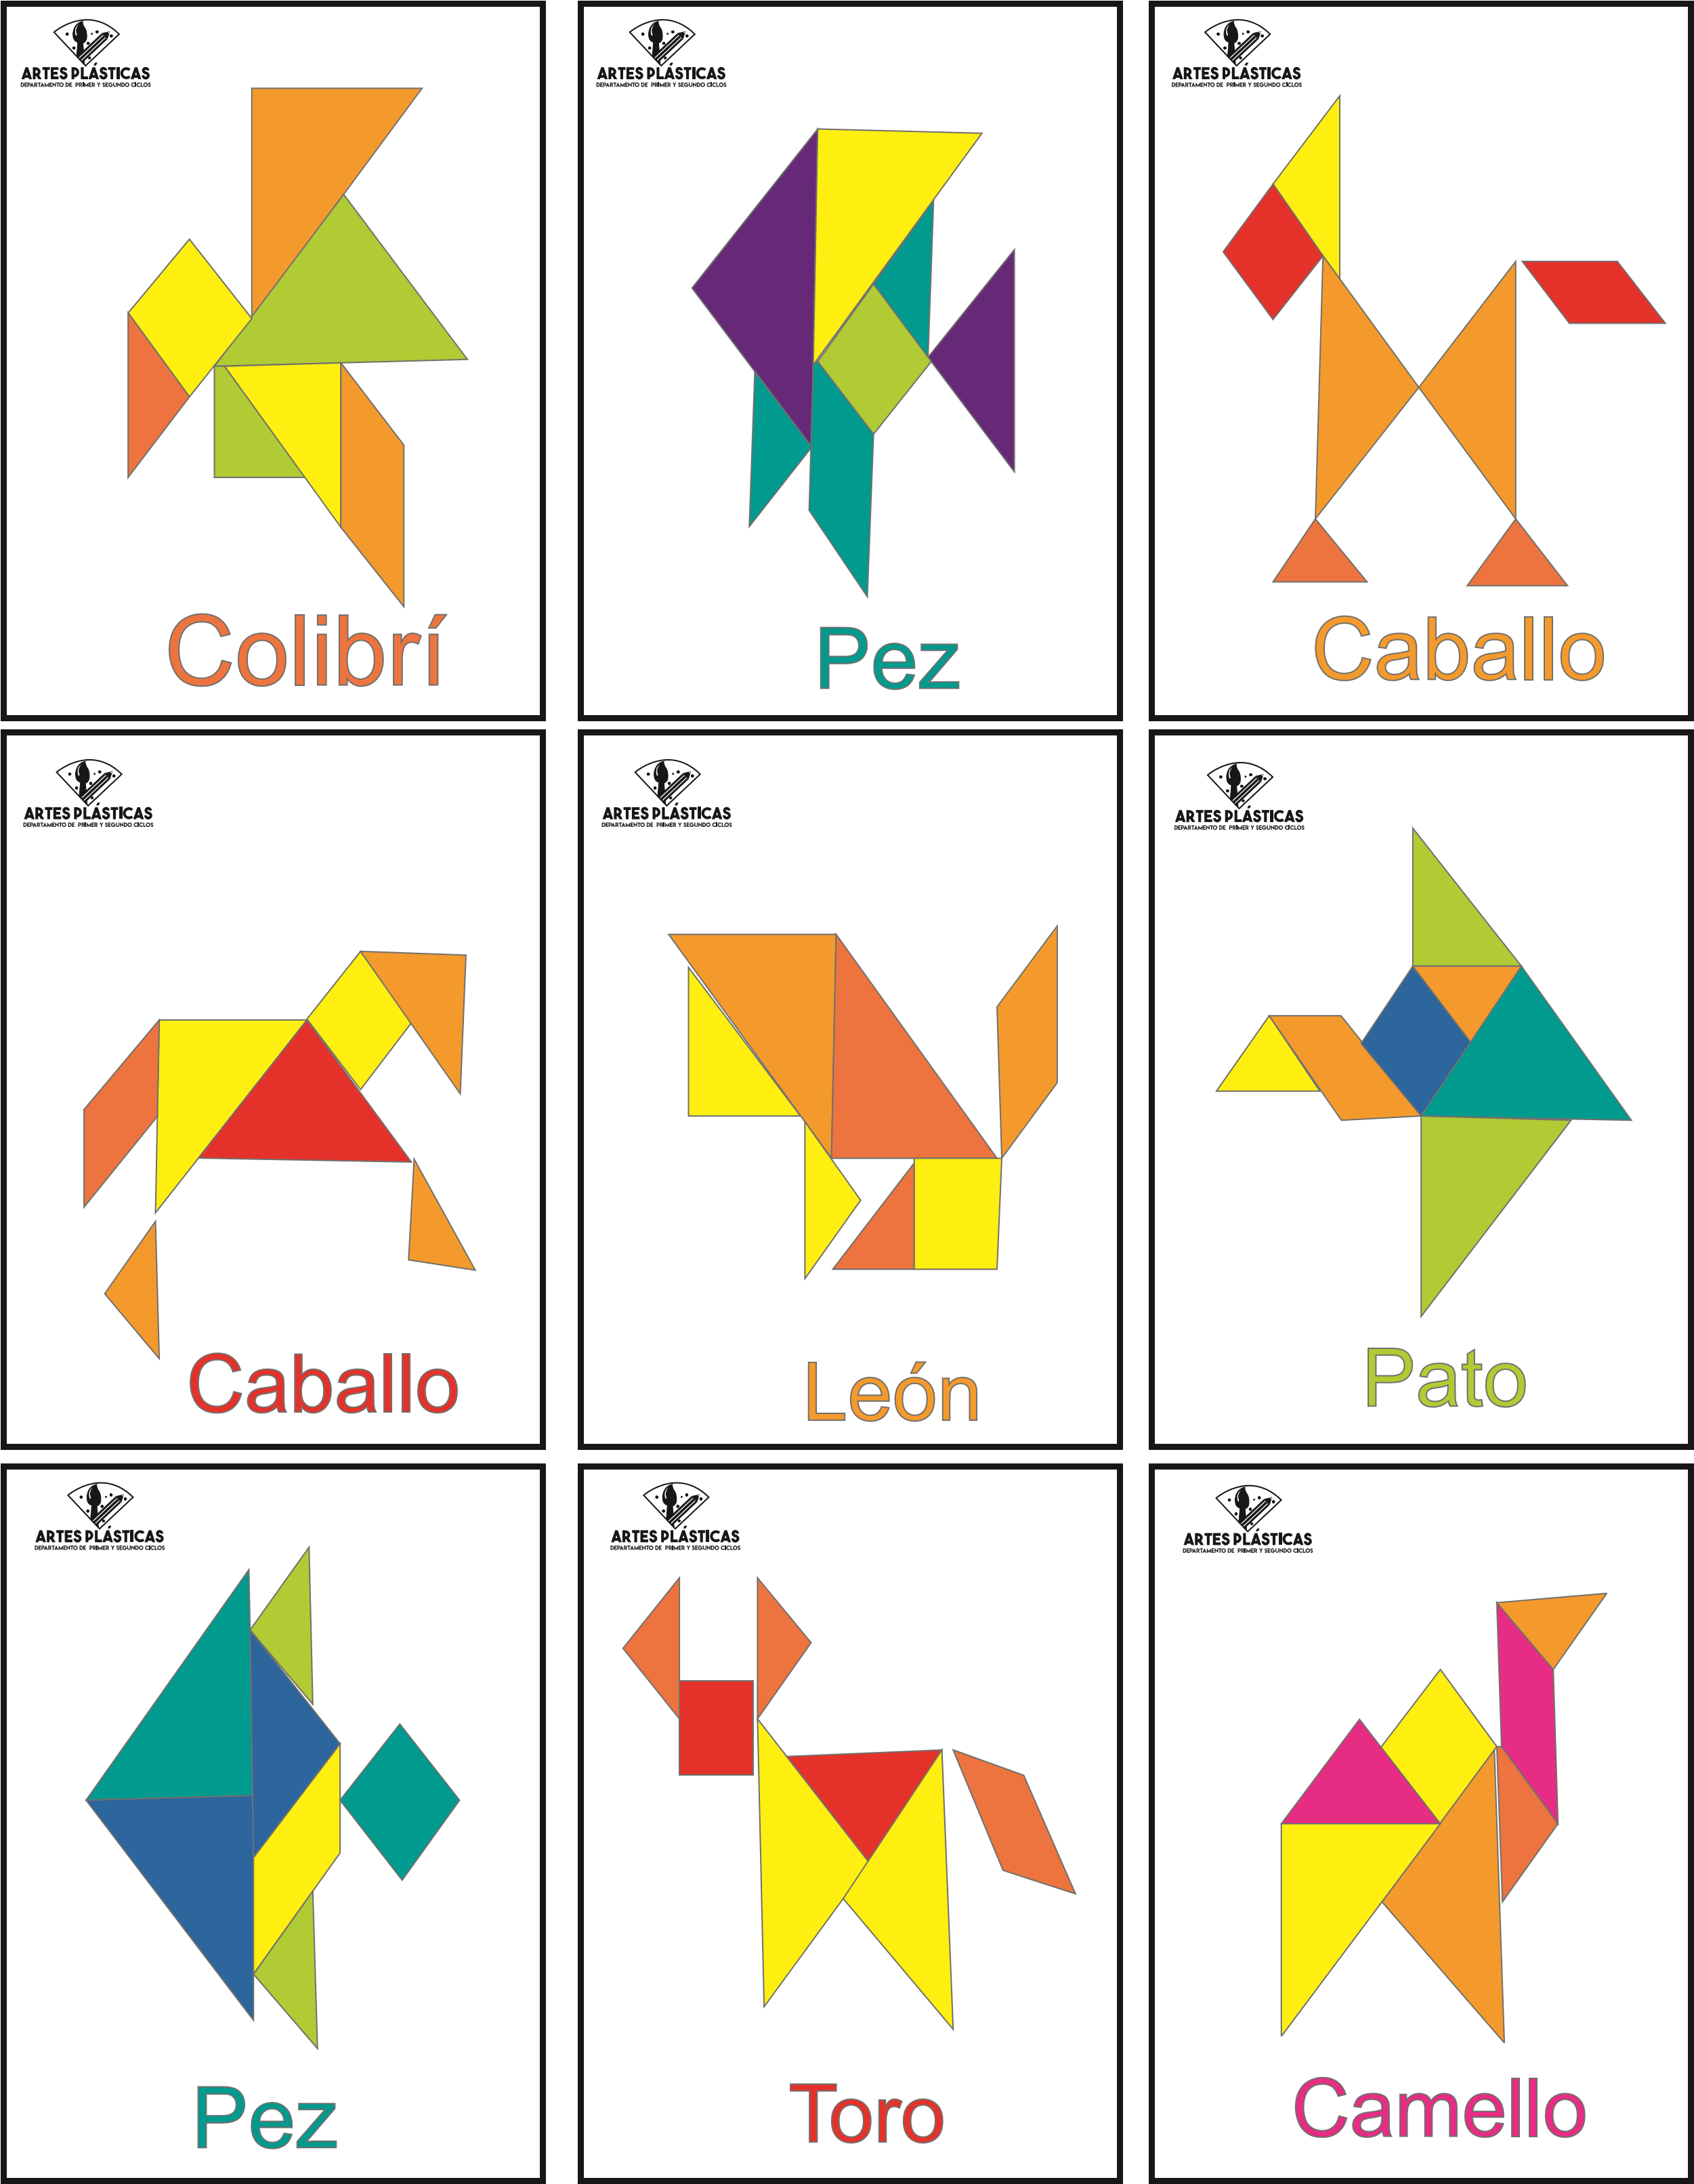 ARTES PLÁSTICAS
DEPARTAMENTO DE PRIMER Y SEGUNDO CICLOS
Colibrí
ARTES PLÁSTICAS
DEPARTAMENTO DE PRIMER Y SEGUNDO CICLOS
Pez
ARTES PLÁSTICAS
DEPARTAMENTO DE PRIMER Y SEGUNDO CICLOS
Caballo
ARTES PLÁSTICAS
DEPARTAMENTO DE PRIMER Y SEGUNDO CICLOS
Caballo
ARTES PLÁSTICAS
DEPARTAMENTO DE PRIMER Y SEGUNDO CICLOS
León
ARTES PLÁSTICAS
DEPARTAMENTO DE PRIMER Y SEGUNDO CICLOS
Pato
ARTES PLÁSTICAS
DEPARTAMENTO DE PRIMER Y SEGUNDO CICLOS
Pez
ARTES PLÁSTICAS
DEPARTAMENTO DE PRIMER Y SEGUNDO CICLOS
Toro
ARTES PLÁSTICAS
DEPARTAMENTO DE PRIMER Y SEGUNDO CICLOS
Camello